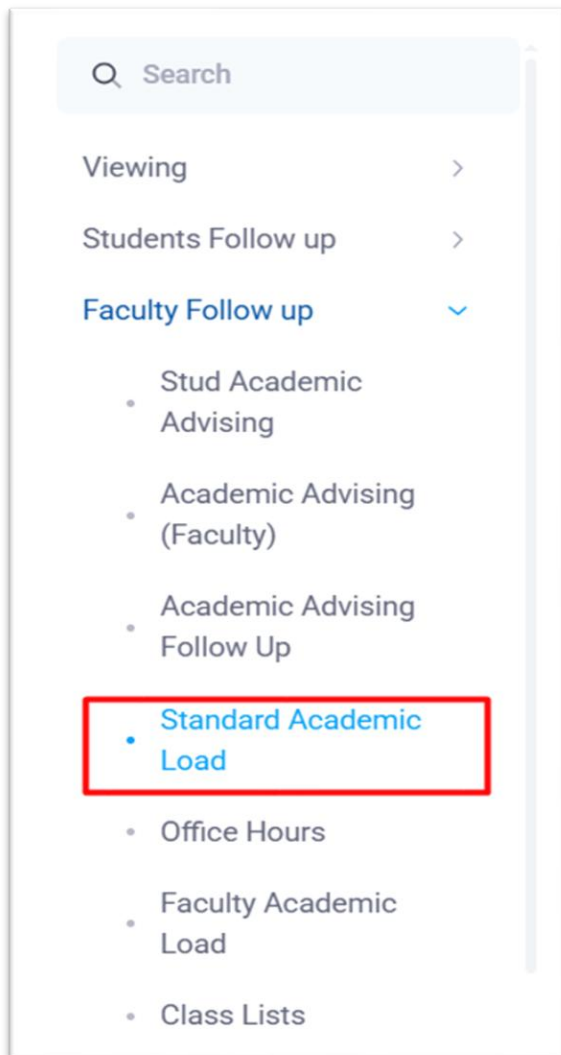 Search
Viewing
Students Follow up
Faculty Follow up
Stud Academic
Advising
Academic Advising
(Faculty)
Academic Advising
Follow Up
Standard Academic
Load
Office Hours
Faculty Academic
Load
Class Lists